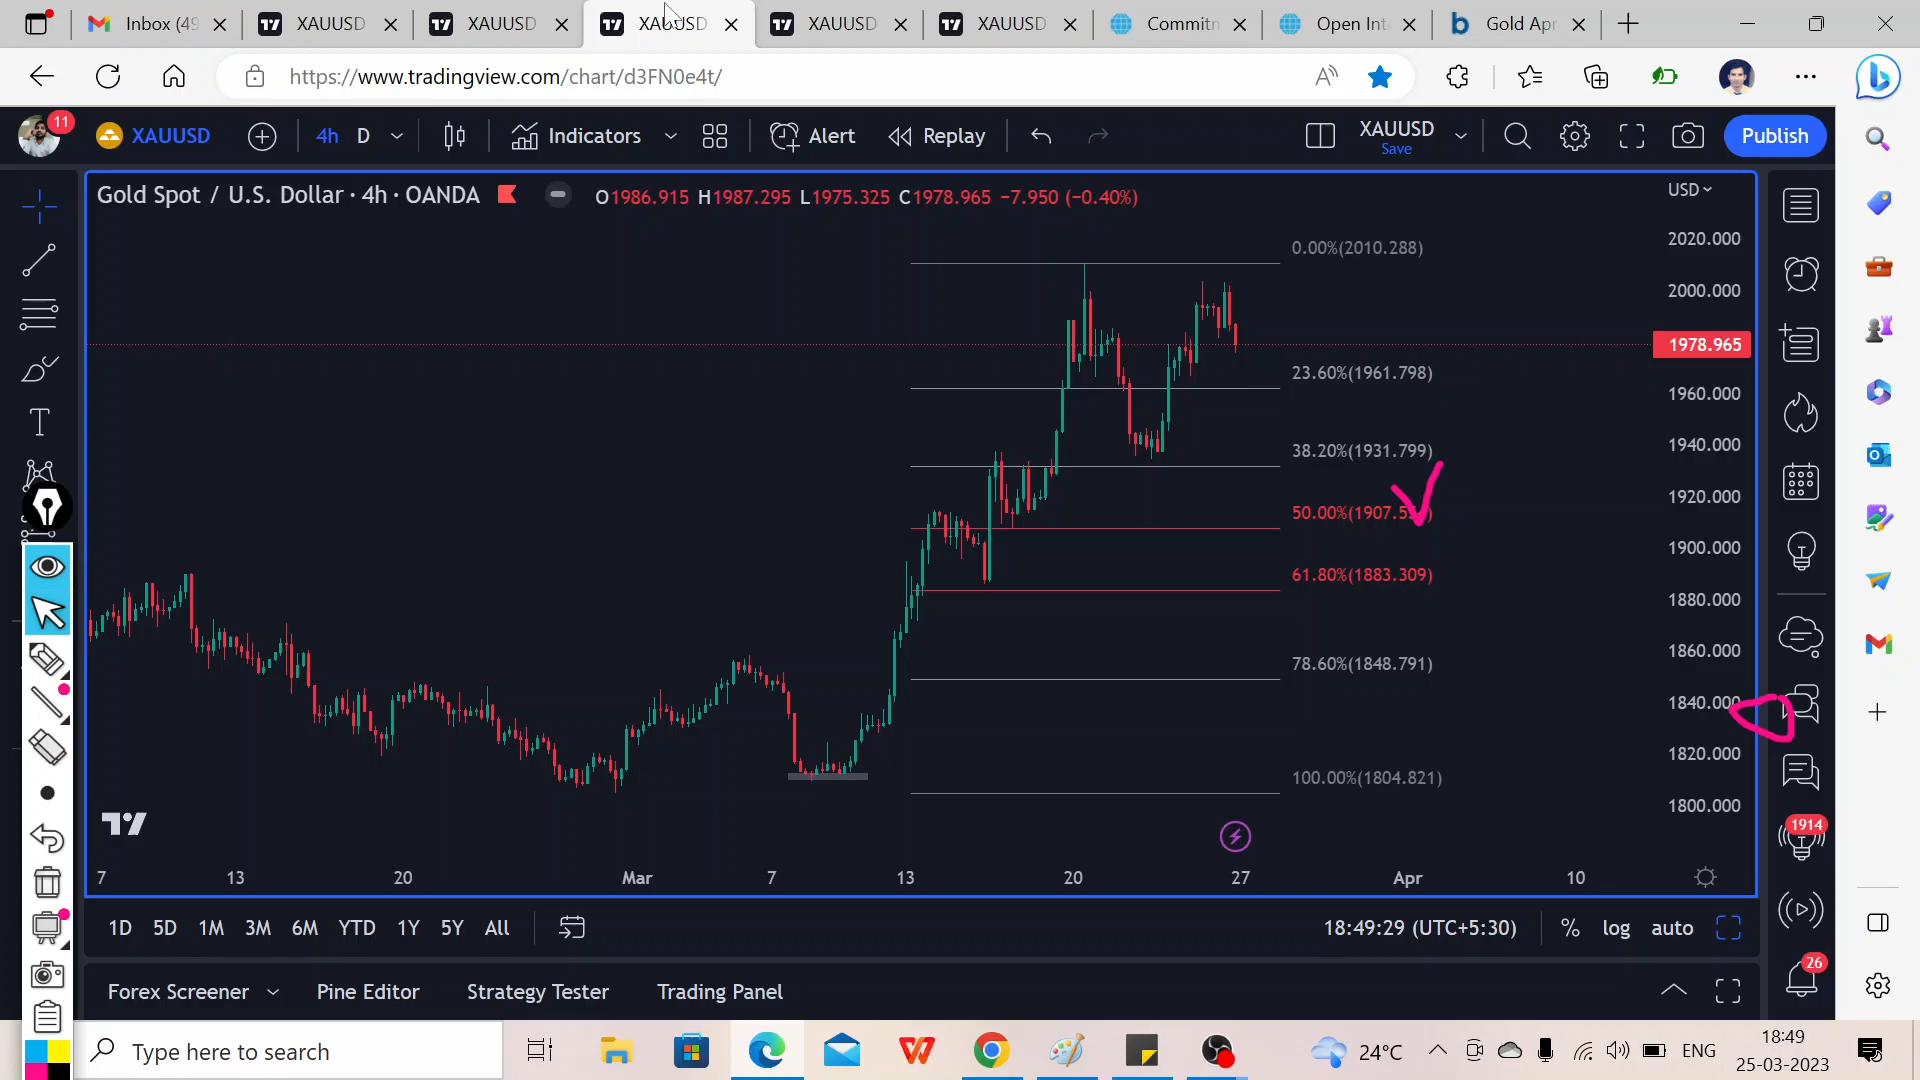 Inbox (49
XAUUSD
XAUUSD
XAUUSD
XAUUSD
XAUUSD
Commitm
Open Int
Gold Apr
https://www.tradingview.com/chart/d3FN0e4t/
11
XAUUSD
4h
D
Indicators
Alert
Replay
XAUUSD
Save
Publish
Gold Spot / U.S. Dollar · 4h · OANDA
O1986.915 H1987.295 L1975.325 C1978.965 −7.950 (−0.40%)
USD
2020.000
0.00%(2010.288)
2000.000
1978.965
23.60%(1961.798)
1960.000
38.20%(1931.799)
1940.000
1920.000
50.00%(1907.5
1900.000
61.80%(1883.309)
1880.000
1860.000
78.60%(1848.791)
1840.000
1820.000
100.00%(1804.821)
1800.000
1914
7
13
20
Mar
7
13
20
27
Apr
10
1D 5D 1M 3M 6M YTD 1Y 5Y All
18:49:29 (UTC+5:30)
%
log
auto
26
Forex Screener
Pine Editor
Strategy Tester
Trading Panel
Type here to search
24°C
ENG
18:49
25-03-2023